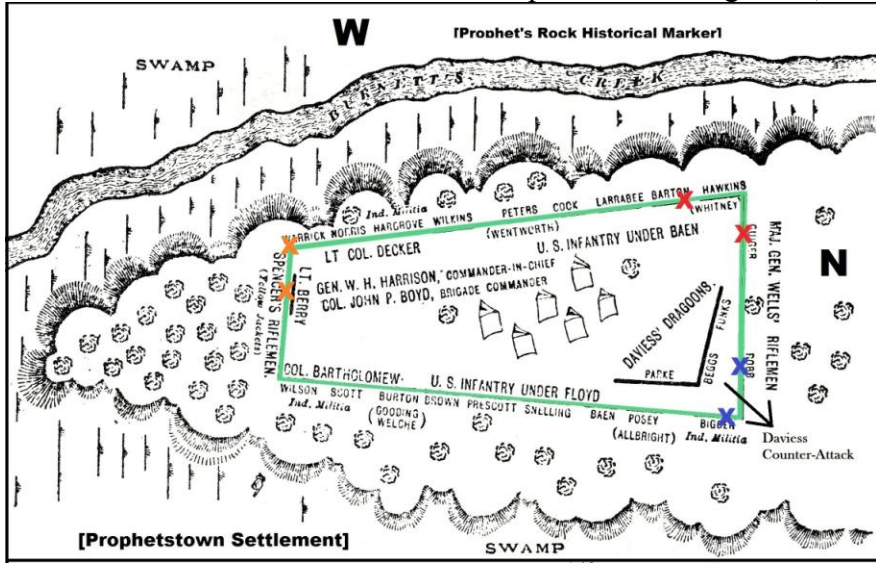 W
[Prophet's Rock Historical Marker]
SWAMP
BURNETTS CREEK
WARRICK NORRIS HARGROVE WILKINS PETERS COCK LARRABEE BARTON HAWKINS
Ind. Militia
(WENTWORTH)
(WHITNEY)
LT COL. DECKER
U.S. INFANTRY UNDER BAEN
GEN. W. H. HARRISON, COMMANDER-IN-CHIEF
COL. JOHN P. BOYD, BRIGADE COMMANDER
LT. BERRY
SPENCER'S RIFLEMEN.
(Yellow Jackets)
MAJ. GEN. WELLS' RIFLEMEN
N
DAVIESS' DRAGOONS.
PARKE
BEGGS
FUNKS
COL. BARTHOLOMEW.
U.S. INFANTRY UNDER FLOYD
WILSON SCOTT BURTON BROWN PRESCOTT SNELLING BAEN POSEY BIGGER
Ind. Militia
(GOODING
WELCHE)
(ALLBRIGHT)
Ind. Militia
Daviess
Counter-Attack
[Prophetstown Settlement]
SWAMP